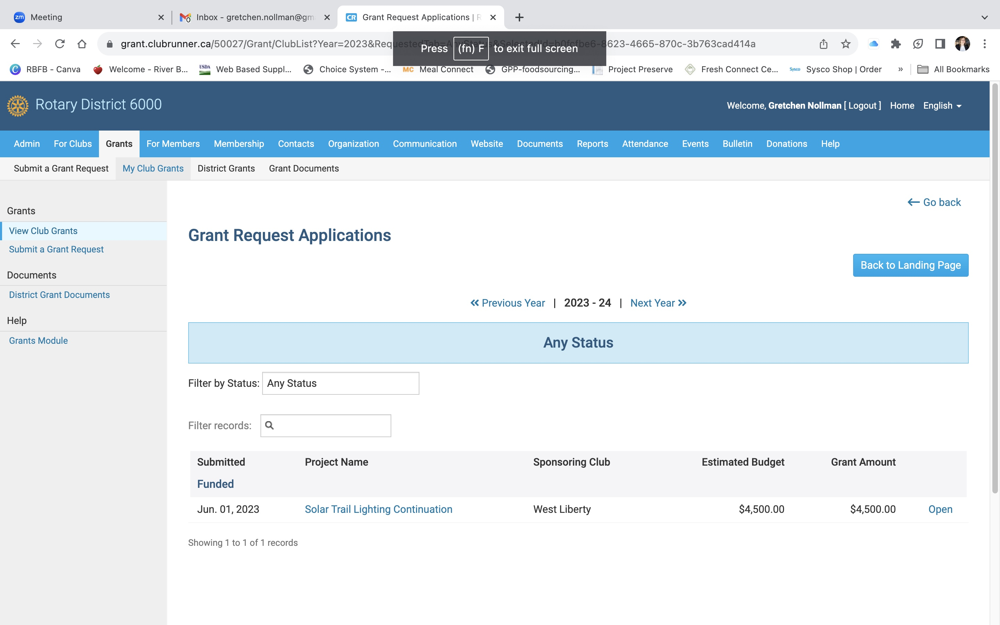 zm Meeting
Inbox - gretchen.nollman@gm
CR Grant Request Applications | R
grant.clubrunner.ca/50027/Grant/ClubList?Year=2023&RequestedTab=AnyStatus&SelectedId=b0fcfbe6-8623-4665-870c-3b763cad414a
Press (fn) F to exit full screen
RBFB - Canva
Welcome - River B...
USDA Web Based Suppl...
Choice System -...
MC Meal Connect
GPP-foodsourcing...
Project Preserve
Fresh Connect Ce...
Sysco Sysco Shop | Order
»
All Bookmarks
Rotary District 6000
Welcome, Gretchen Nollman [ Logout ] Home English
Admin For Clubs Grants For Members Membership Contacts Organization Communication Website Documents Reports Attendance Events Bulletin Donations Help
Submit a Grant Request My Club Grants District Grants Grant Documents
Grants
View Club Grants
Submit a Grant Request
Documents
District Grant Documents
Help
Grants Module
Go back
Grant Request Applications
Back to Landing Page
Previous Year | 2023 - 24 | Next Year
Any Status
Filter by Status: Any Status
Filter records:
Submitted Project Name Sponsoring Club Estimated Budget Grant Amount
Funded
Jun. 01, 2023 Solar Trail Lighting Continuation West Liberty $4,500.00 $4,500.00 Open
Showing 1 to 1 of 1 records